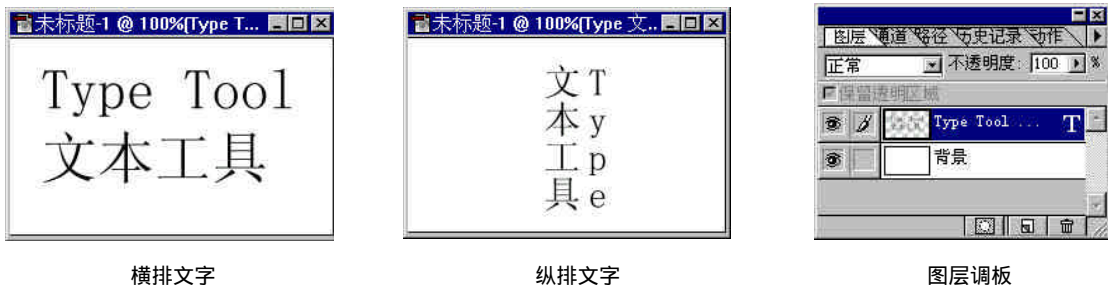 未标题-1 @ 100%(Type T...
Type Tool
文本工具
横排文字
未标题-1 @ 100%(Type 文...
文 T
本 y
工 p
具 e
纵排文字
图层 通道 路径 历史记录 动作
正常 不透明度: 100 %
保留透明区域
Type Tool ... T
背景
图层调板